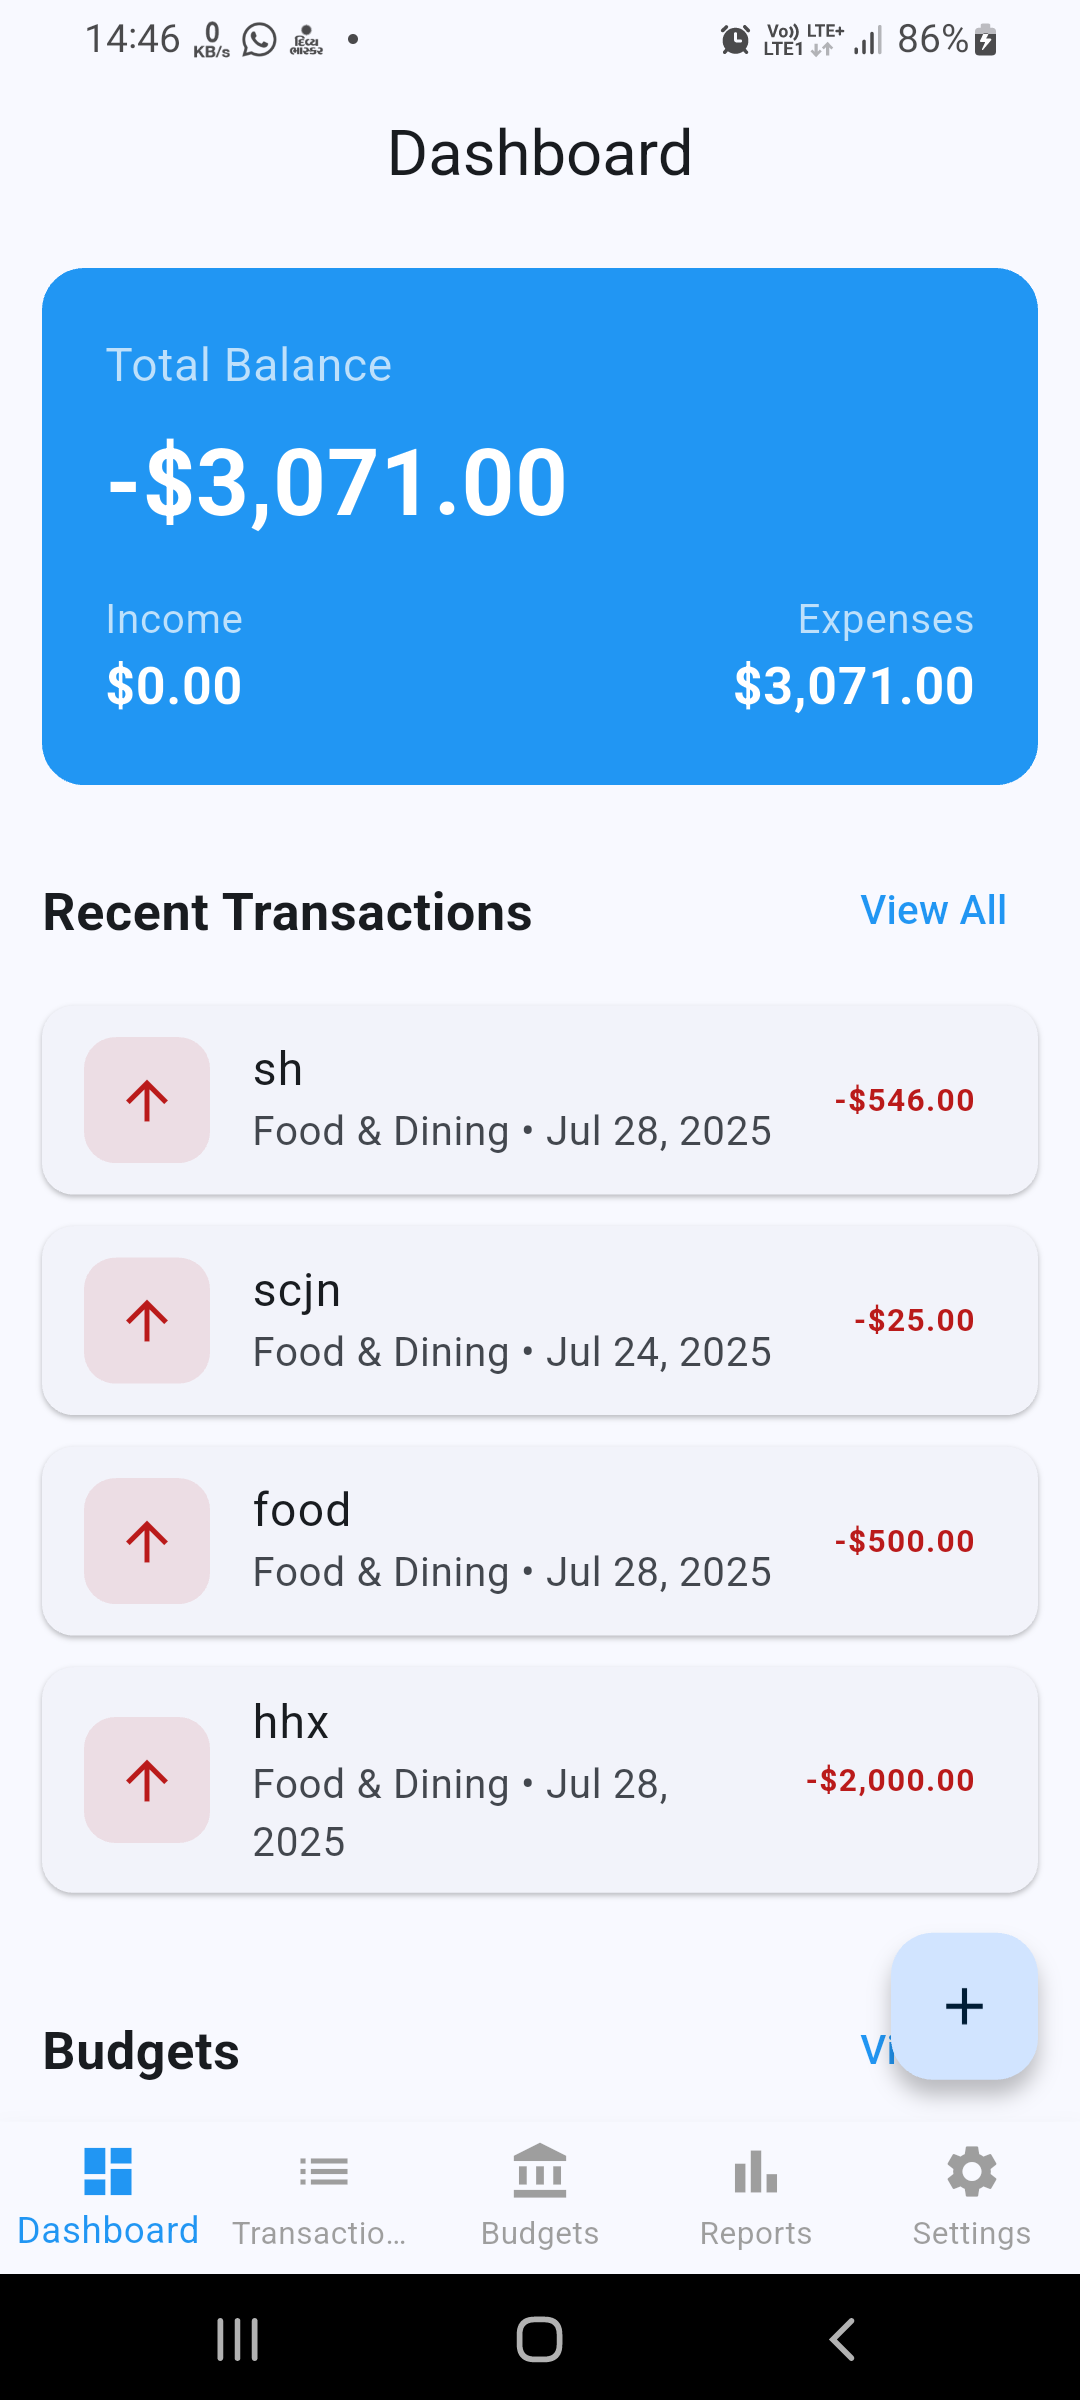 14:46 0 KB/s દિવ્ય ભાસ્કર Vo)) LTE+ LTE1 86%
Dashboard
Total Balance
-$3,071.00
Income Expenses
$0.00 $3,071.00
Recent Transactions View All
sh
Food & Dining • Jul 28, 2025
-$546.00
scjn
Food & Dining • Jul 24, 2025
-$25.00
food
Food & Dining • Jul 28, 2025
-$500.00
hhx
Food & Dining • Jul 28,
2025
-$2,000.00
Budgets Vi
Dashboard Transactio... Budgets Reports Settings